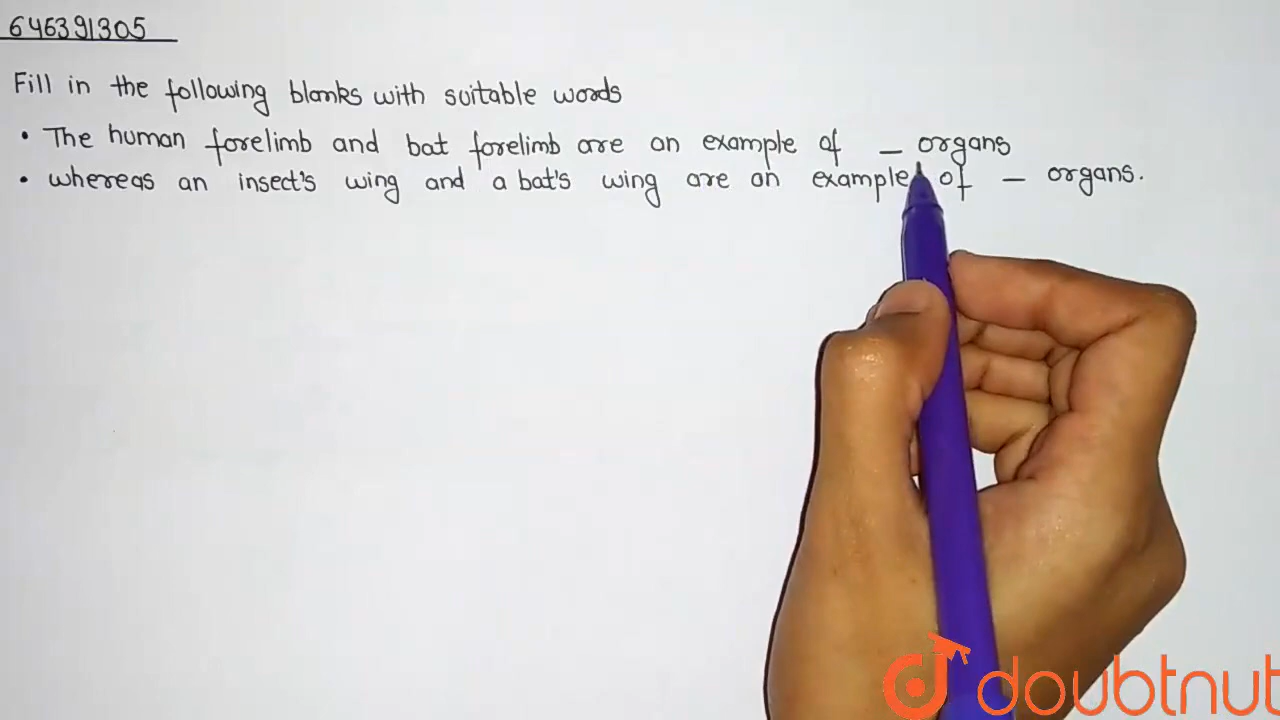 646391305
Fill in the following blanks with suitable words
• The human forelimb and bat forelimb are an example of _ organs
• whereas an insect's wing and a bat's wing are an example of _ organs.
doubtnut